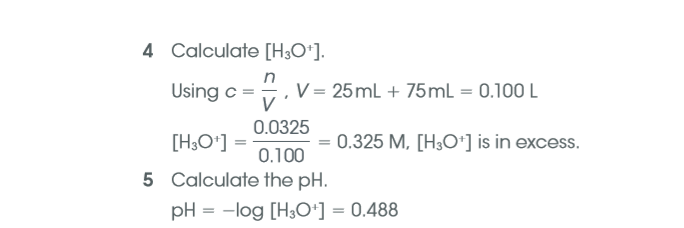 4 Calculate [H₃O⁺].
Using c = n/V, V = 25 mL + 75 mL = 0.100 L
[H₃O⁺] = 0.0325/0.100 = 0.325 M, [H₃O⁺] is in excess.
5 Calculate the pH.
pH = −log [H₃O⁺] = 0.488